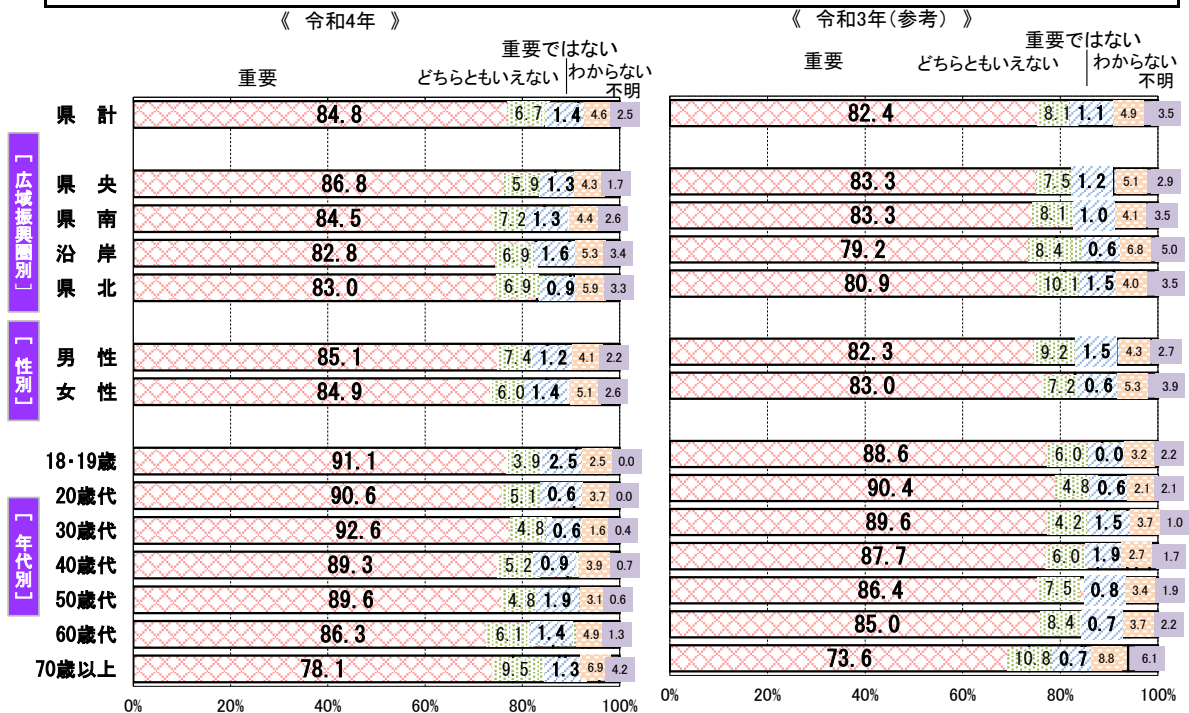 《 令和4年 》
重要
どちらともいえない
重要ではない
わからない
不明
県 計 84.8 6.7 1.4 4.6 2.5
[ 広域振興圏別 ]
県 央 86.8 5.9 1.3 4.3 1.7
県 南 84.5 7.2 1.3 4.4 2.6
沿 岸 82.8 6.9 1.6 5.3 3.4
県 北 83.0 6.9 0.9 5.9 3.3
[ 性別 ]
男 性 85.1 7.4 1.2 4.1 2.2
女 性 84.9 6.0 1.4 5.1 2.6
[ 年代別 ]
18・19歳 91.1 3.9 2.5 2.5 0.0
20歳代 90.6 5.1 0.6 3.7 0.0
30歳代 92.6 4.8 0.6 1.6 0.4
40歳代 89.3 5.2 0.9 3.9 0.7
50歳代 89.6 4.8 1.9 3.1 0.6
60歳代 86.3 6.1 1.4 4.9 1.3
70歳以上 78.1 9.5 1.3 6.9 4.2
0% 20% 40% 60% 80% 100%
《 令和3年(参考) 》
重要
どちらともいえない
重要ではない
わからない
不明
82.4 8.1 1.1 4.9 3.5
83.3 7.5 1.2 5.1 2.9
83.3 8.1 1.0 4.1 3.5
79.2 8.4 0.6 6.8 5.0
80.9 10.1 1.5 4.0 3.5
82.3 9.2 1.5 4.3 2.7
83.0 7.2 0.6 5.3 3.9
88.6 6.0 0.0 3.2 2.2
90.4 4.8 0.6 2.1 2.1
89.6 4.2 1.5 3.7 1.0
87.7 6.0 1.9 2.7 1.7
86.4 7.5 0.8 3.4 1.9
85.0 8.4 0.7 3.7 2.2
73.6 10.8 0.7 8.8 6.1
0% 20% 40% 60% 80% 100%